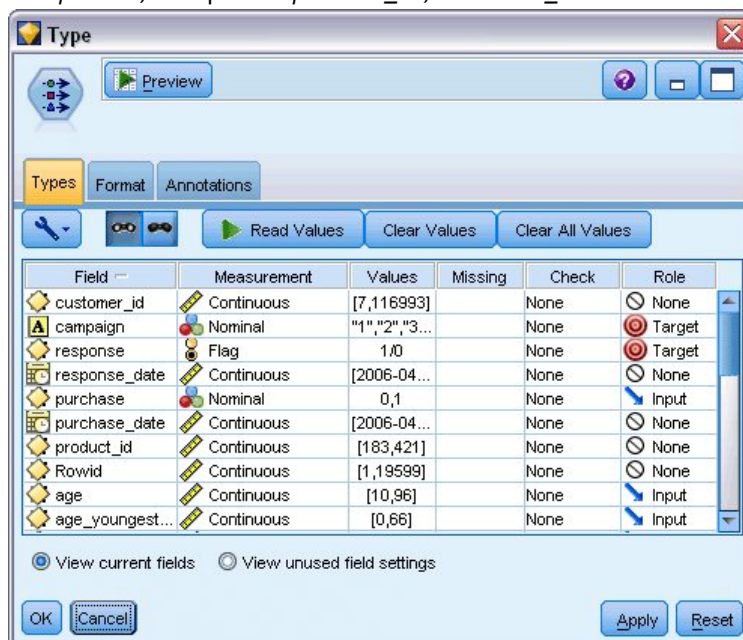 Type
Preview
Types Format Annotations
Read Values Clear Values Clear All Values
Field Measurement Values Missing Check Role
customer_id Continuous [7,116993] None None
A campaign Nominal "1","2","3... None Target
response Flag 1/0 None Target
response_date Continuous [2006-04... None None
purchase Nominal 0,1 None Input
purchase_date Continuous [2006-04... None None
product_id Continuous [183,421] None None
Rowid Continuous [1,19599] None None
age Continuous [10,96] None Input
age_youngest... Continuous [0,66] None Input
View current fields View unused field settings
OK Cancel Apply Reset